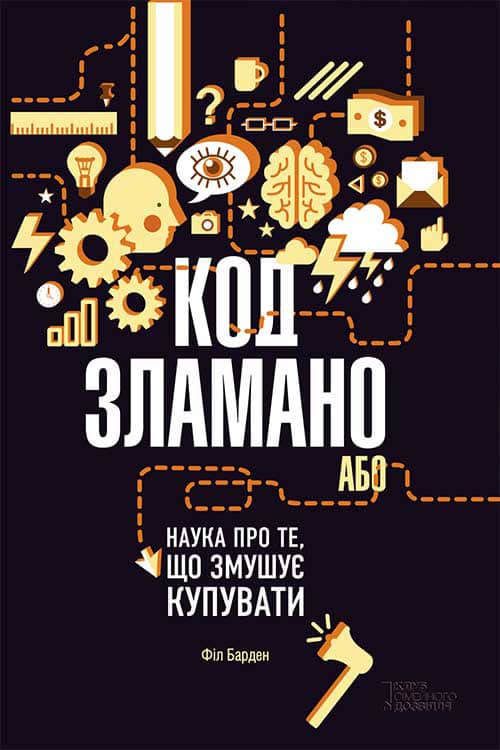 ?
$
$
$
КОД
ЗЛАМАНО
АБО
НАУКА ПРО ТЕ,
ЩО ЗМУШУЄ
КУПУВАТИ
Філ Барден
КЛУБ
СІМЕЙНОГО
ДОЗВІЛЛЯ